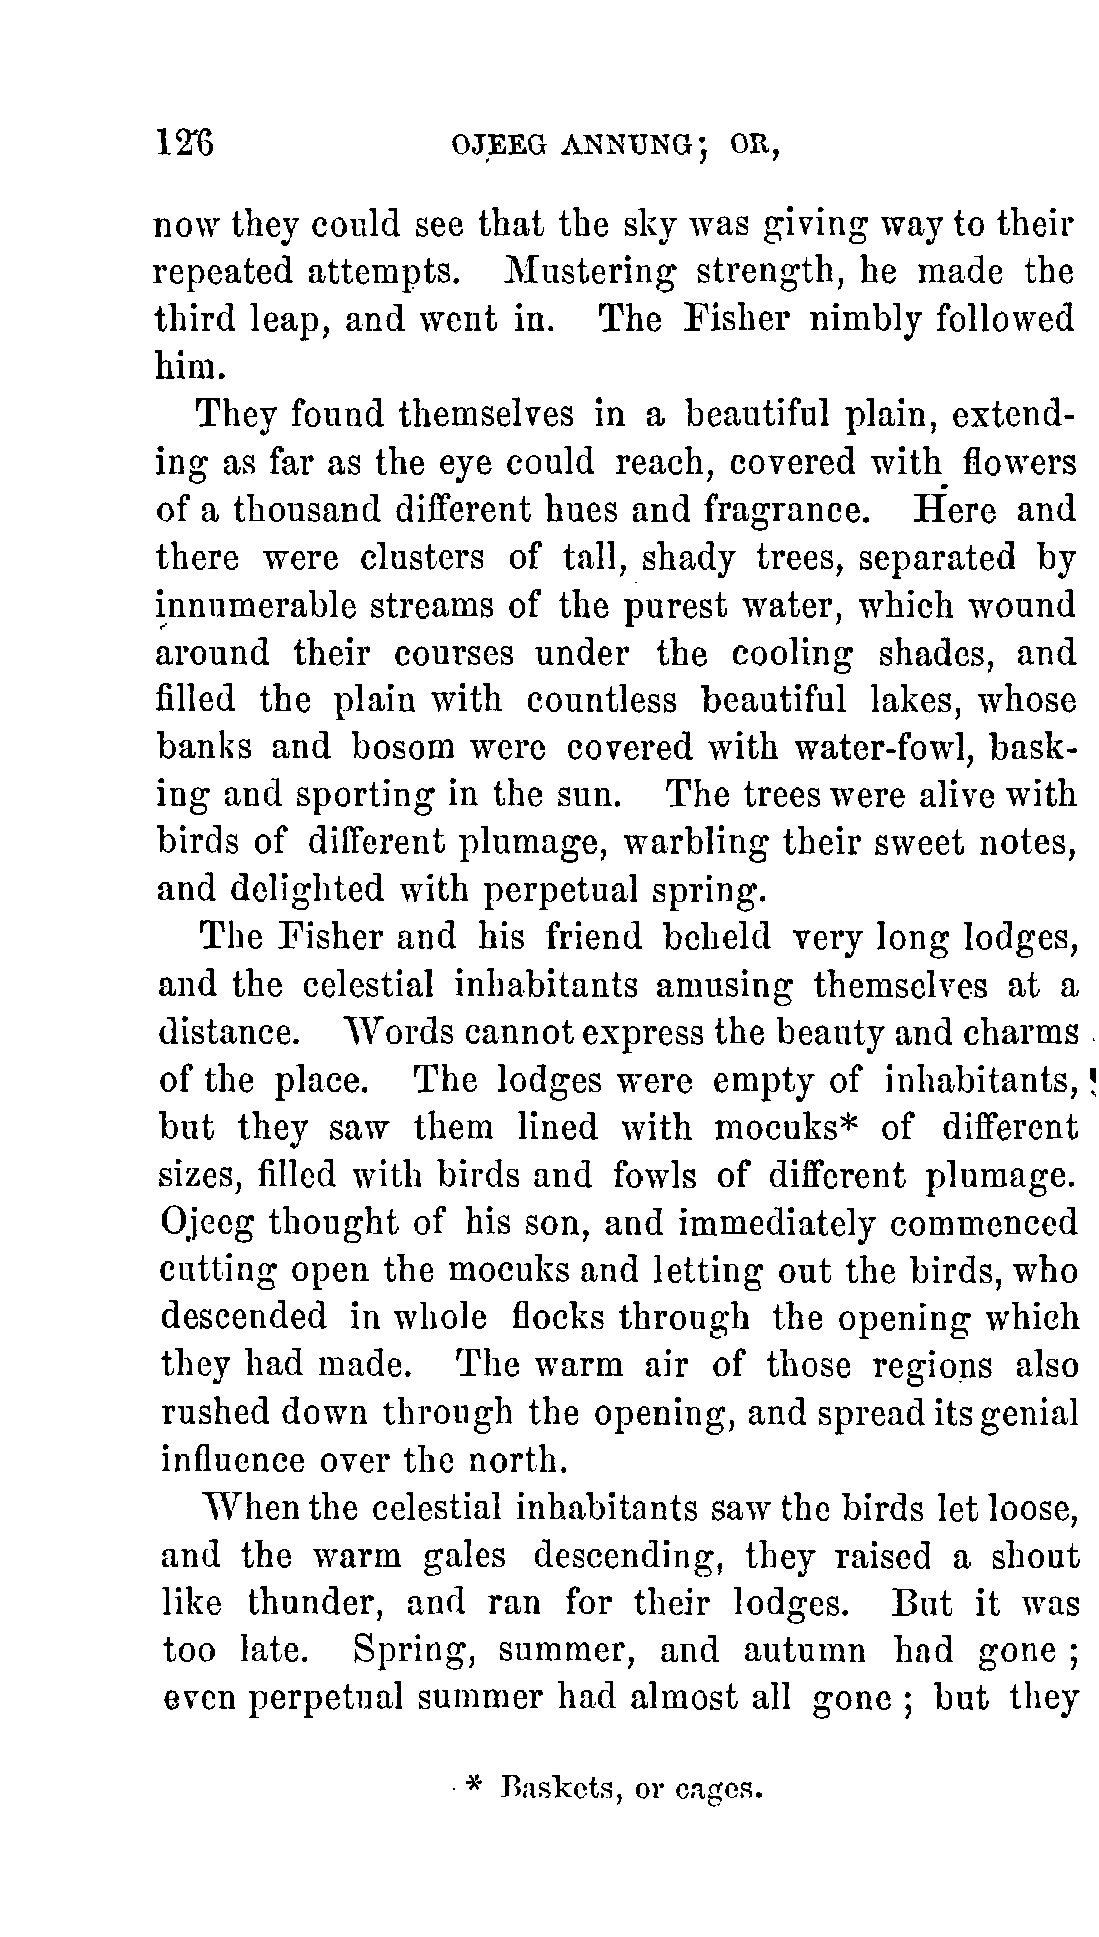 126 OJEEG ANNUNG; OR,
now they could see that the sky was giving way to their
repeated attempts. Mustering strength, he made the
third leap, and went in. The Fisher nimbly followed
him.
They found themselves in a beautiful plain, extend-
ing as far as the eye could reach, covered with flowers
of a thousand different hues and fragrance. Here and
there were clusters of tall, shady trees, separated by
innumerable streams of the purest water, which wound
around their courses under the cooling shades, and
filled the plain with countless beautiful lakes, whose
banks and bosom were covered with water-fowl, bask-
ing and sporting in the sun. The trees were alive with
birds of different plumage, warbling their sweet notes,
and delighted with perpetual spring.
The Fisher and his friend beheld very long lodges,
and the celestial inhabitants amusing themselves at a
distance. Words cannot express the beauty and charms
of the place. The lodges were empty of inhabitants,
but they saw them lined with mocuks* of different
sizes, filled with birds and fowls of different plumage.
Ojeeg thought of his son, and immediately commenced
cutting open the mocuks and letting out the birds, who
descended in whole flocks through the opening which
they had made. The warm air of those regions also
rushed down through the opening, and spread its genial
influence over the north.
When the celestial inhabitants saw the birds let loose,
and the warm gales descending, they raised a shout
like thunder, and ran for their lodges. But it was
too late. Spring, summer, and autumn had gone ;
even perpetual summer had almost all gone ; but they
* Baskets, or cages.